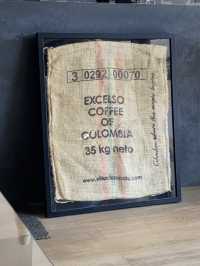 3 0292 00070
EXCELSO
COFFEE
OF
COLOMBIA
35 kg neto